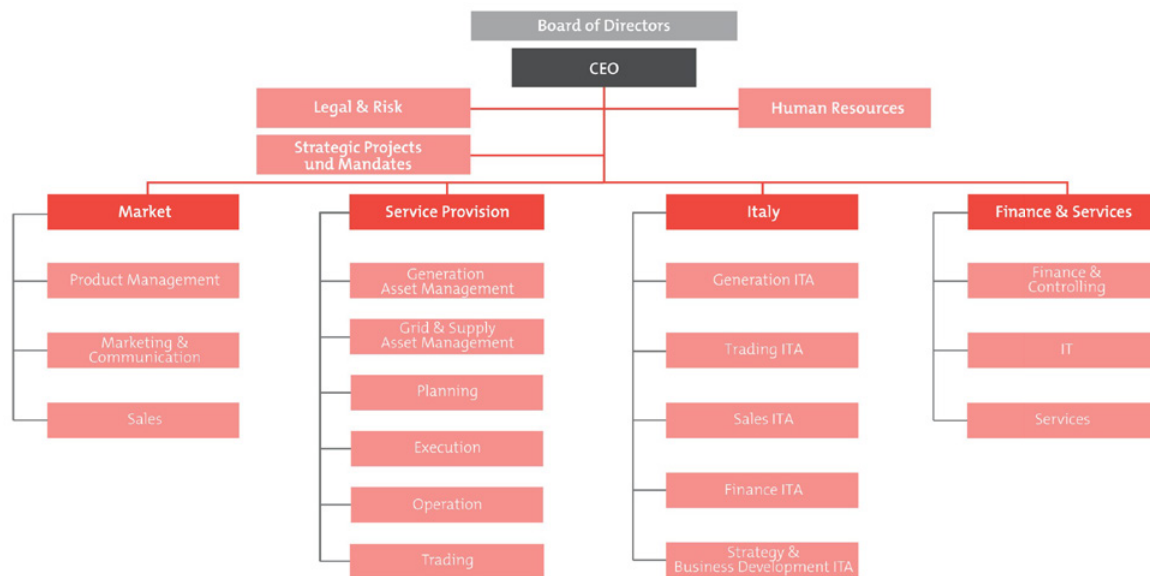 Board of Directors
CEO
Legal & Risk
Human Resources
Strategic Projects
und Mandates
Market
Service Provision
Italy
Finance & Services
Product Management
Marketing &
Communication
Sales
Generation
Asset Management
Grid & Supply
Asset Management
Planning
Execution
Operation
Trading
Generation ITA
Trading ITA
Sales ITA
Finance ITA
Strategy &
Business Development ITA
Finance &
Controlling
IT
Services